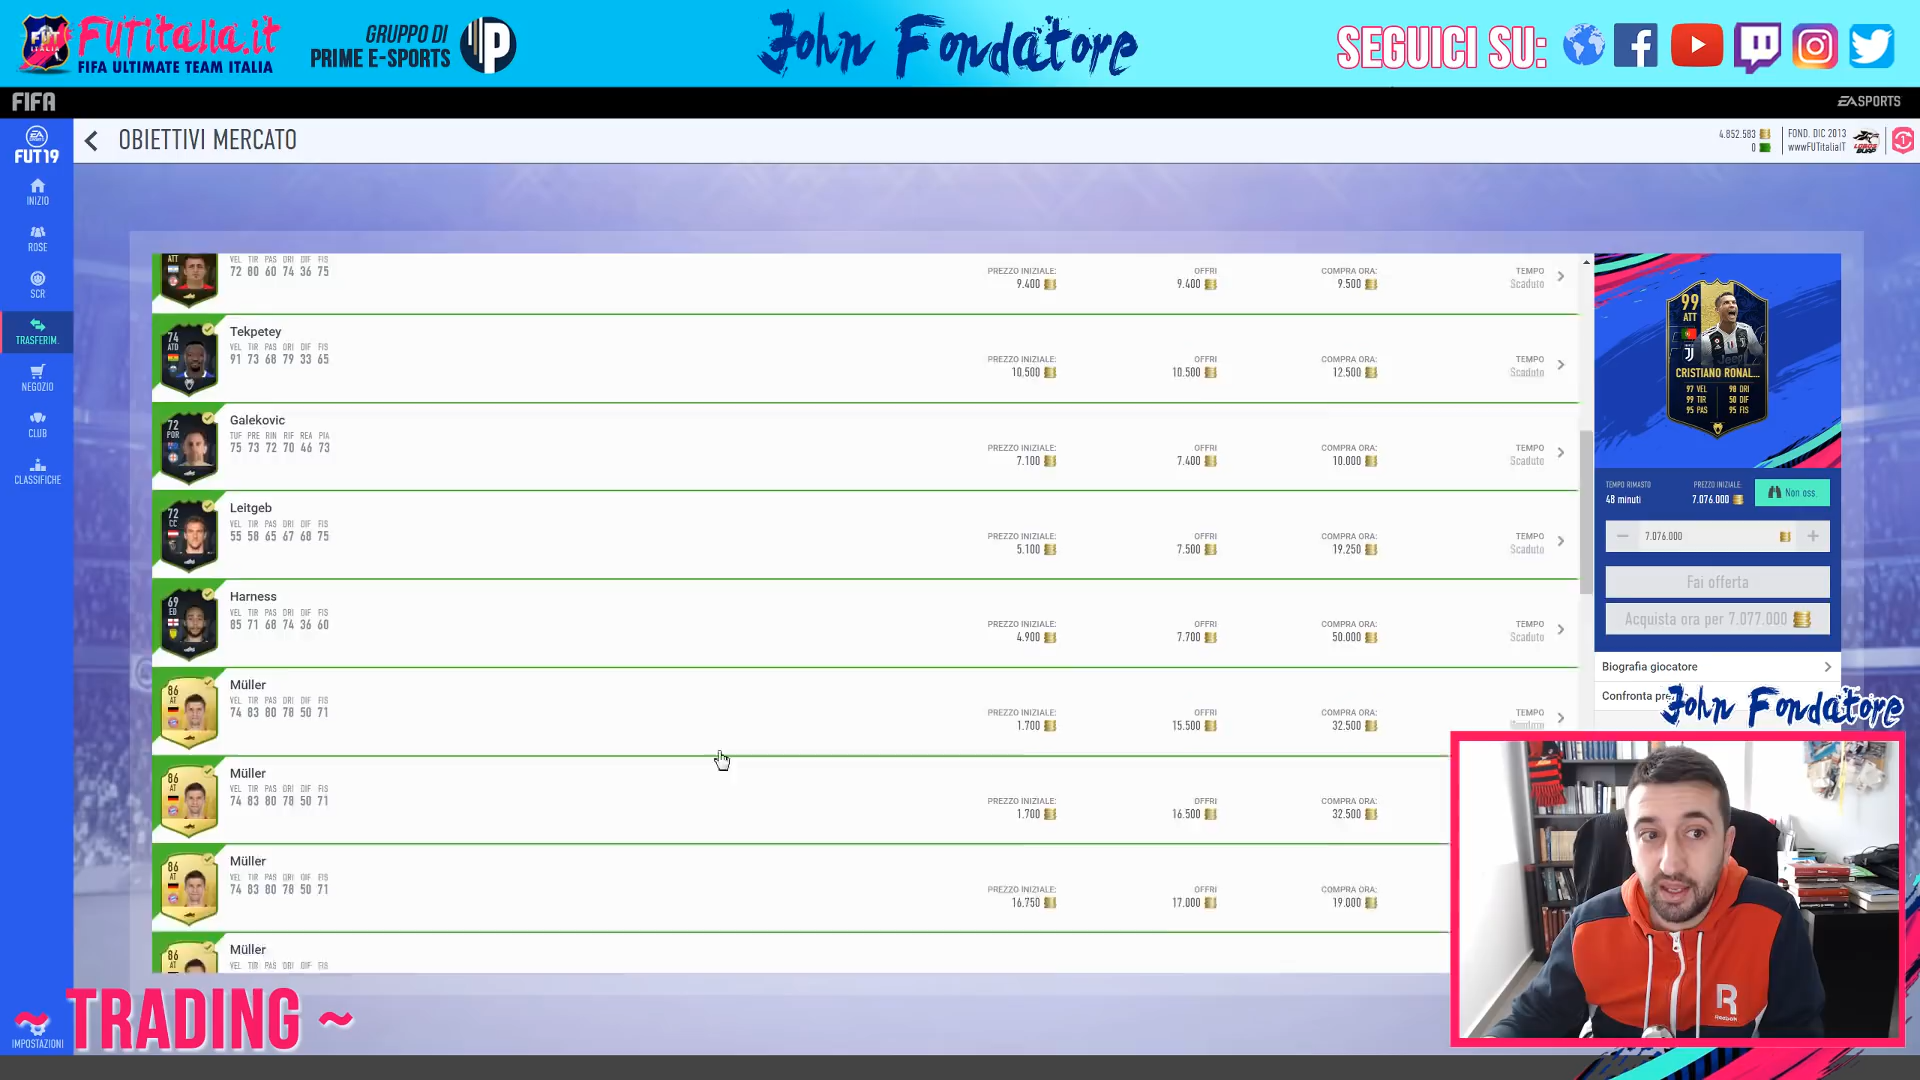 FUT ITALIA
FUTitalia.it
FIFA ULTIMATE TEAM ITALIA
GRUPPO DI
PRIME E-SPORTS
John Fondatore
SEGUICI SU:
FIFA
EA SPORTS
EA
FUT19
OBIETTIVI MERCATO
4.852.583
0
FOND. DIC 2013
wwwFUTitaliaIT
INIZIO
ROSE
SCR
TRASFERIM.
NEGOZIO
CLUB
CLASSIFICHE
IMPOSTAZIONI
ATT
VEL TIR PAS DRI DIF FIS
72 80 60 74 36 75
PREZZO INIZIALE: 9.400
OFFRI 9.400
COMPRA ORA: 9.500
TEMPO Scaduto
74 ATD
Tekpetey
VEL TIR PAS DRI DIF FIS
91 73 68 79 33 65
PREZZO INIZIALE: 10.500
OFFRI 10.500
COMPRA ORA: 12.500
TEMPO Scaduto
72 POR
Galekovic
TUF PRE RIN RIF REA PIA
75 73 72 70 46 73
PREZZO INIZIALE: 7.100
OFFRI 7.400
COMPRA ORA: 10.000
TEMPO Scaduto
72 CC
Leitgeb
VEL TIR PAS DRI DIF FIS
55 58 65 67 68 75
PREZZO INIZIALE: 5.100
OFFRI 7.500
COMPRA ORA: 19.250
TEMPO Scaduto
69 ED
Harness
VEL TIR PAS DRI DIF FIS
85 71 68 74 36 60
PREZZO INIZIALE: 4.900
OFFRI 7.700
COMPRA ORA: 50.000
TEMPO Scaduto
86 AT
Müller
VEL TIR PAS DRI DIF FIS
74 83 80 78 50 71
PREZZO INIZIALE: 1.700
OFFRI 15.500
COMPRA ORA: 32.500
TEMPO
86 AT
Müller
VEL TIR PAS DRI DIF FIS
74 83 80 78 50 71
PREZZO INIZIALE: 1.700
OFFRI 16.500
COMPRA ORA: 32.500
86 AT
Müller
VEL TIR PAS DRI DIF FIS
74 83 80 78 50 71
PREZZO INIZIALE: 16.750
OFFRI 17.000
COMPRA ORA: 19.000
86 AT
Müller
VEL TIR PAS DRI DIF FIS
99
ATT
CRISTIANO RONAL...
97 VEL 98 DRI
99 TIR 50 DIF
95 PAS 95 FIS
TEMPO RIMASTO
48 minuti
PREZZO INIZIALE:
7.076.000
Non oss.
7.076.000
Fai offerta
Acquista ora per 7.077.000
Biografia giocatore
Confronta pre
John Fondatore
R
Reebok
~ TRADING ~